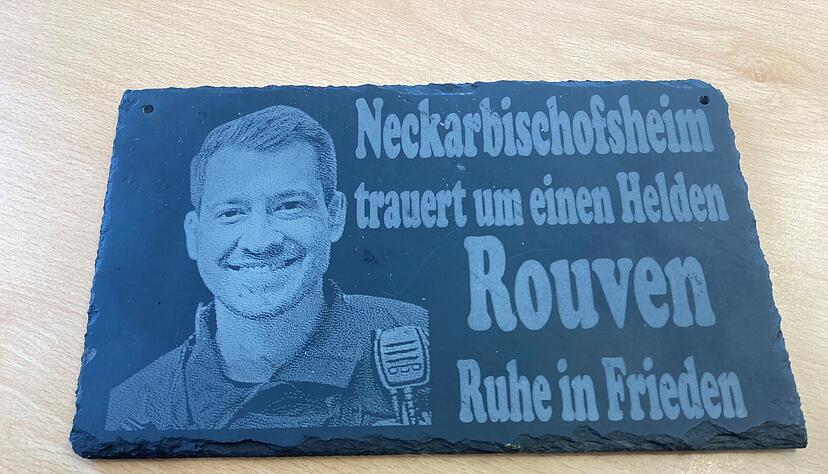 Neckarbischofsheim
trauert um einen Helden
Rouven
Ruhe in Frieden